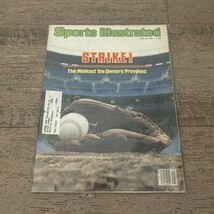 Sports Illustrated
STRIKE!
The Walkout the Owners Provoked